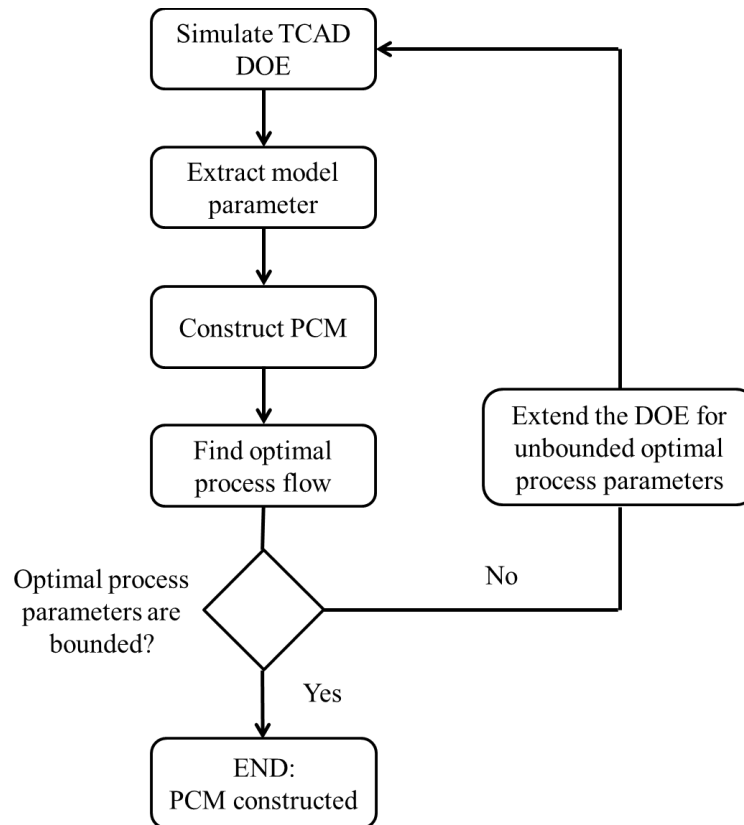 Simulate TCAD
DOE
Extract model
parameter
Construct PCM
Find optimal
process flow
Extend the DOE for
unbounded optimal
process parameters
Optimal process
parameters are
bounded?
No
Yes
END:
PCM constructed